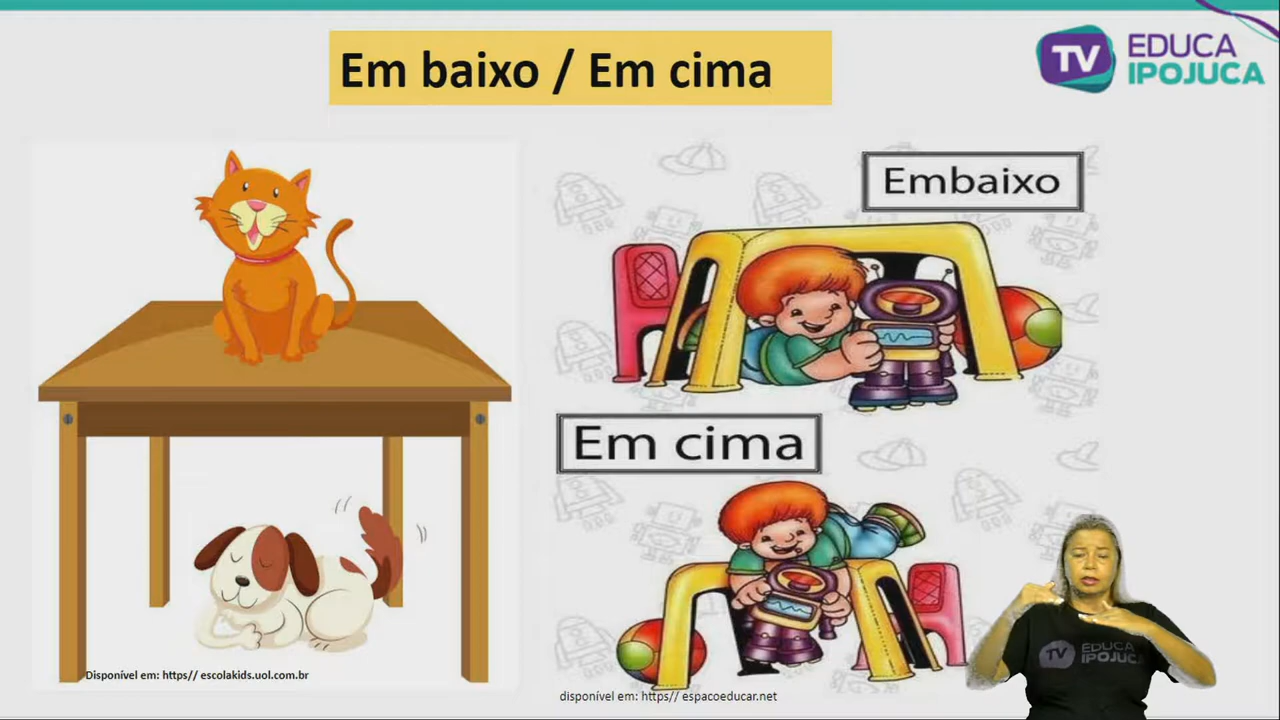 Em baixo / Em cima
TV EDUCA
IPOJUCA
Embaixo
Em cima
Disponível em: https// escolakids.uol.com.br
disponível em: https// espacoeducar.net
TV EDUCA
IPOJUCA